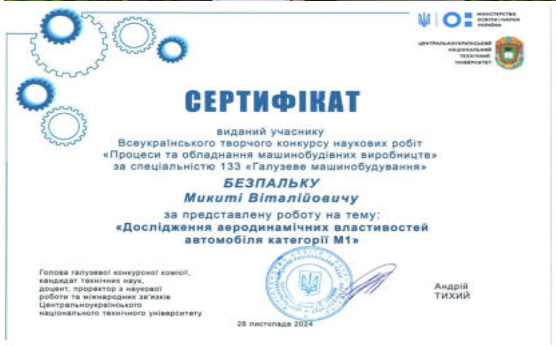 МІНІСТЕРСТВО
ОСВІТИ І НАУКИ
УКРАЇНИ
ЦЕНТРАЛЬНОУКРАЇНСЬКИЙ
НАЦІОНАЛЬНИЙ
ТЕХНІЧНИЙ
УНІВЕРСИТЕТ
СЕРТИФІКАТ
виданий учаснику
Всеукраїнського творчого конкурсу наукових робіт
«Процеси та обладнання машинобудівних виробництв»
за спеціальністю 133 «Галузеве машинобудування»
БЕЗПАЛЬКУ
Микиті Віталійовичу
за представлену роботу на тему:
«Дослідження аеродинамічних властивостей
автомобіля категорії М1»
Голова галузевої конкурсної комісії,
кандидат технічних наук,
доцент, проректор з наукової
роботи та міжнародних зв'язків
Центральноукраїнського
національного технічного університету
Андрій
ТИХИЙ
28 листопада 2024